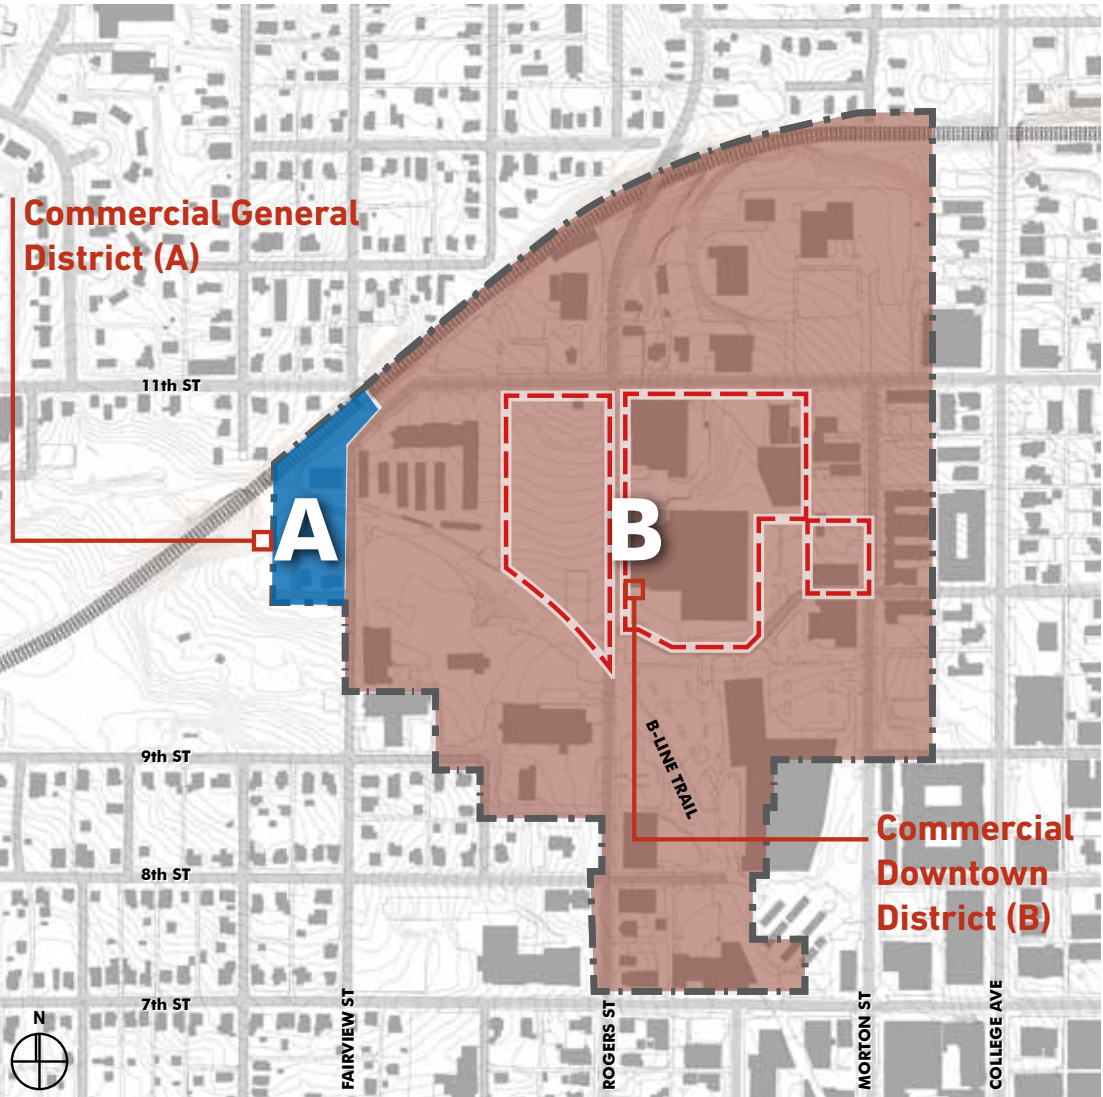 Commercial General
District (A)
11th ST
A
B
B-LINE TRAIL
9th ST
Commercial
Downtown
District (B)
8th ST
7th ST
N
FAIRVIEW ST
ROGERS ST
MORTON ST
COLLEGE AVE